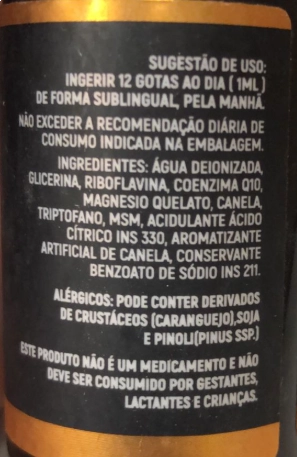 SUGESTÃO DE USO:
INGERIR 12 GOTAS AO DIA ( 1ML )
DE FORMA SUBLINGUAL, PELA MANHÃ.
NÃO EXCEDER A RECOMENDAÇÃO DIÁRIA DE
CONSUMO INDICADA NA EMBALAGEM.
INGREDIENTES: ÁGUA DEIONIZADA,
GLICERINA, RIBOFLAVINA, COENZIMA Q10,
MAGNESIO QUELATO, CANELA,
TRIPTOFANO, MSM, ACIDULANTE ÁCIDO
CÍTRICO INS 330, AROMATIZANTE
ARTIFICIAL DE CANELA, CONSERVANTE
BENZOATO DE SÓDIO INS 211.
ALÉRGICOS: PODE CONTER DERIVADOS
DE CRUSTÁCEOS (CARANGUEJO),SOJA
E PINOLI(PINUS SSP.)
ESTE PRODUTO NÃO É UM MEDICAMENTO E NÃO
DEVE SER CONSUMIDO POR GESTANTES,
LACTANTES E CRIANÇAS.